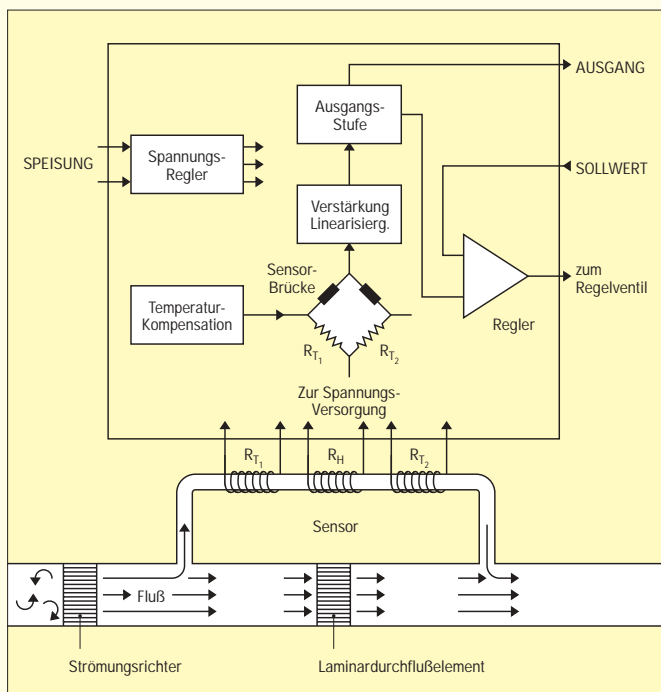 AUSGANG
Ausgangs-
Stufe
SPEISUNG
Spannungs-
Regler
SOLLWERT
Verstärkung
Linearisierg.
Sensor-
Brücke
zum
Regelventil
Temperatur-
Kompensation
Regler
RT1
RT2
Zur Spannungs-
Versorgung
RT1 RH RT2
Sensor
Fluß
Strömungsrichter
Laminardurchflußelement